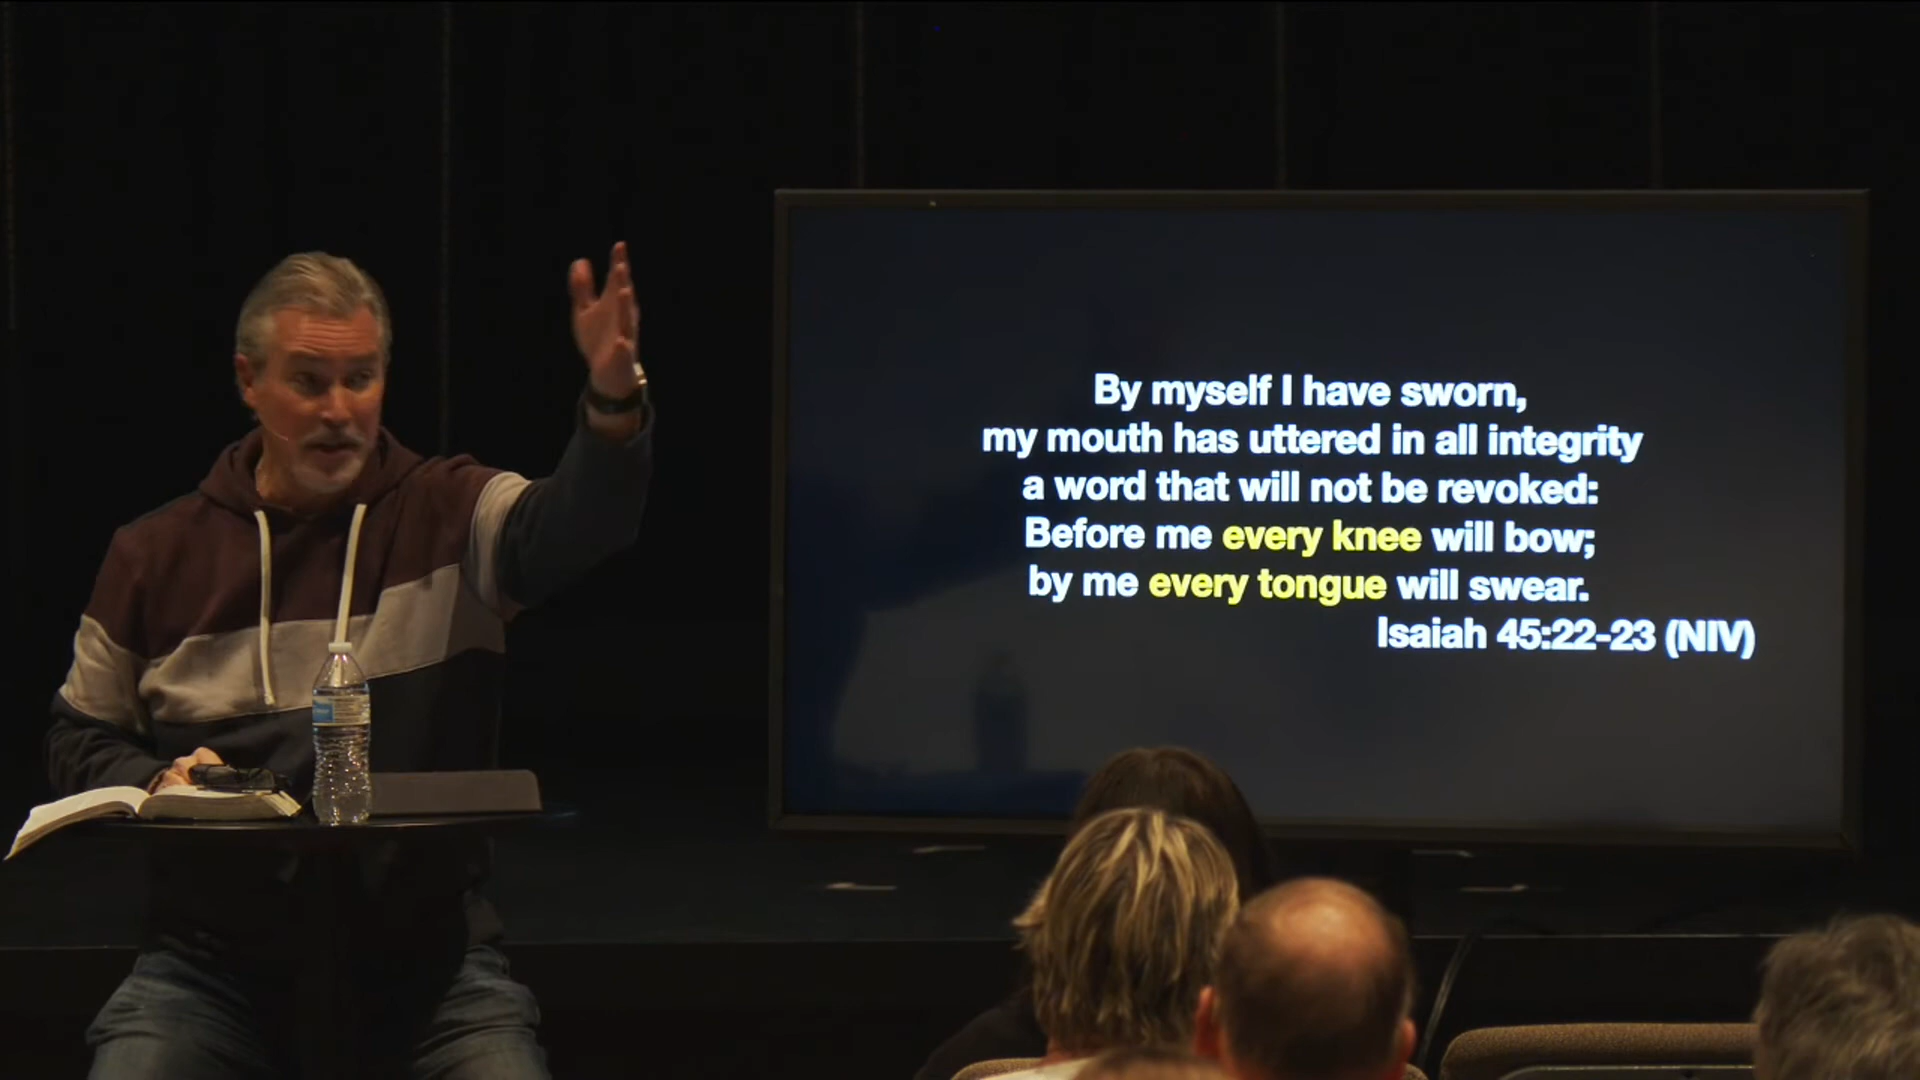 By myself I have sworn,
my mouth has uttered in all integrity
a word that will not be revoked:
Before me every knee will bow;
by me every tongue will swear.
Isaiah 45:22-23 (NIV)